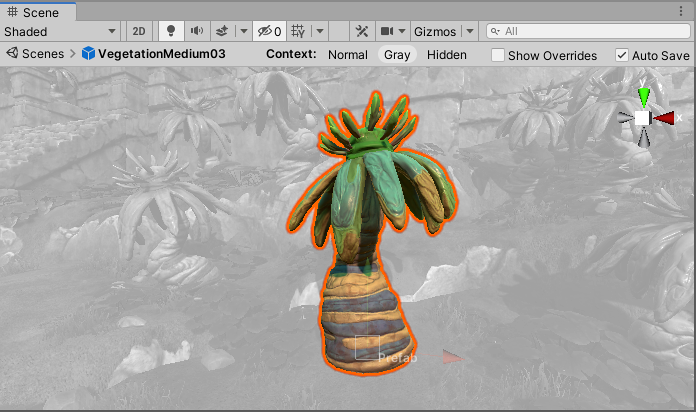 Scene
Shaded 2D 0 Gizmos All
Scenes VegetationMedium03 Context: Normal Gray Hidden Show Overrides Auto Save
x
Prefab